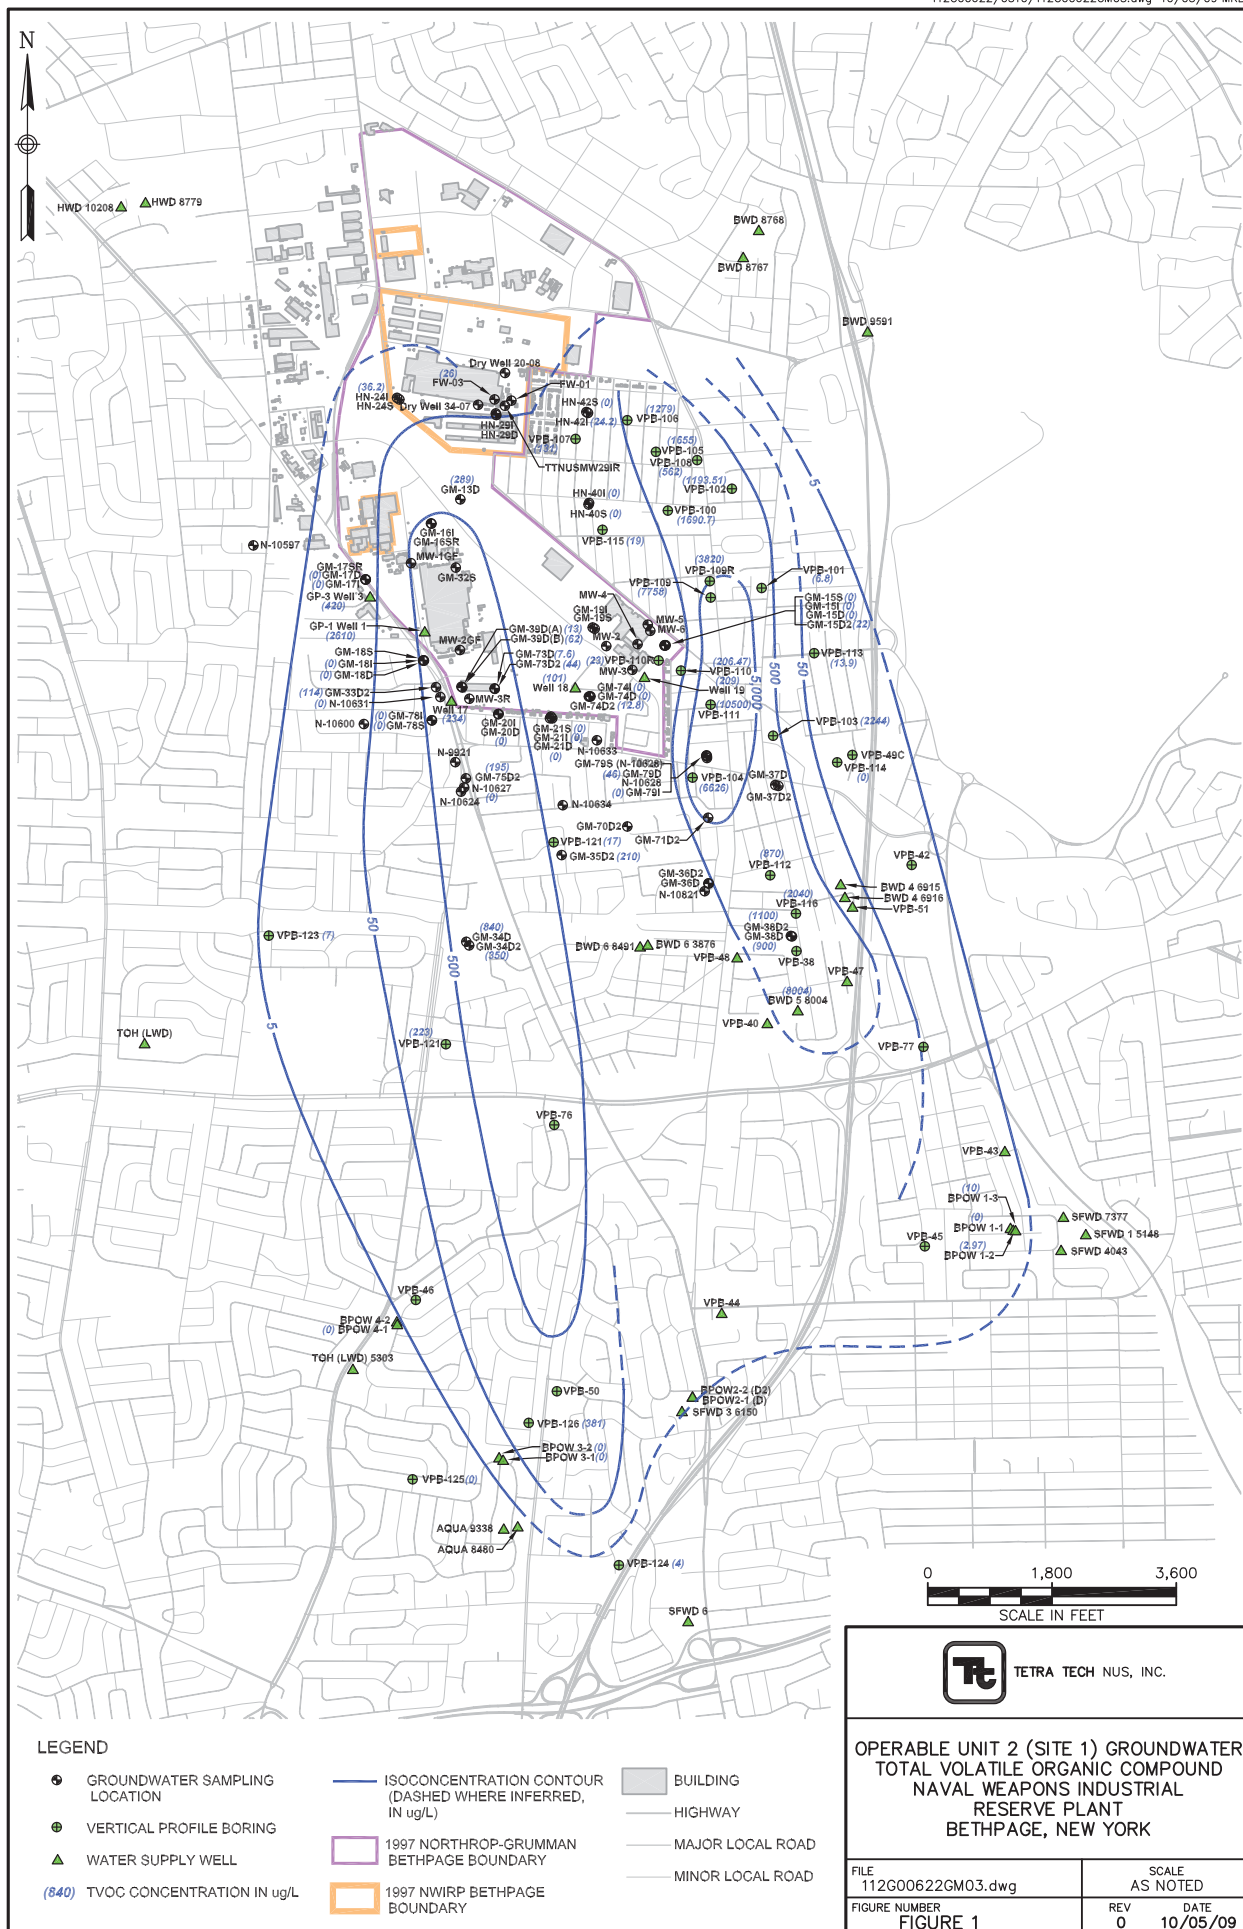 N
HWD 10208
HWD 8779
BWD 8768
BWD 8767
BWD 9591
Dry Well 20-08
(26)
FW-03
FW-01
(36.2)
HN-24I
HN-24S
Dry Well 34-07
HN-42S (0)
HN-42I (24.2)
(1279)
VPB-106
HN-29I
HN-29D
VPB-107
TTNUSMW29IR
(1655)
VPB-105
VPB-108
(562)
(1193.51)
VPB-102
(289)
GM-13D
HN-40I (0)
HN-40S (0)
VPB-100
(1690.7)
GM-16I
GM-16SR
MW-1GF
VPB-115 (19)
N-10597
GM-17SR
(0) GM-17D
(0) GM-17I
GP-3 Well 3
(420)
GM-32S
(3820)
VPB-109R
VPB-109
(7758)
VPB-101
(6.8)
MW-4
GM-19I
GM-19S
MW-5
MW-6
GM-15S (0)
GM-15I (0)
GM-15D (0)
GM-15D2 (22)
GP-1 Well 1
(2610)
GM-39D(A) (13)
GM-39D(B) (62)
MW-2
MW-2GF
GM-18S
(0) GM-18I
(0) GM-18D
GM-73D (7.6)
GM-73D2 (44)
(23) VPB-110R
MW-3
(206.47)
VPB-110
(209)
Well 19
VPB-113
(13.9)
(114) GM-33D2
(0) N-10631
(101)
Well 18
GM-74I (0)
GM-74D (0)
GM-74D2 (12.8)
MW-3R
Well 17
(234)
(10500)
VPB-111
N-10600
(0) GM-78I
(0) GM-78S
GM-20I
GM-20D
(0)
GM-21S (0)
GM-21I (0)
GM-21D
(0)
N-10633
VPB-103 (2244)
GM-79S (N-10628)
(46) GM-79D
N-10628
(0) GM-79I
VPB-104
(6626)
VPB-49C
VPB-114
(0)
N-9921
(195)
GM-75D2
N-10627
(0)
N-10624
GM-37D
GM-37D2
N-10634
GM-70D2
GM-71D2
VPB-121 (17)
GM-35D2 (210)
VPB-42
(870)
VPB-112
GM-36D2
GM-36D
N-10821
BWD 4 6915
BWD 4 6916
VPB-51
(2040)
VPB-116
(1100)
GM-38D2
GM-38D
(900)
VPB-38
VPB-123 (7)
(840)
GM-34D
GM-34D2
(350)
BWD 6 8491
BWD 6 3876
VPB-48
VPB-47
(8004)
BWD 5 8004
VPB-40
TOH (LWD)
(223)
VPB-121
VPB-77
VPB-76
VPB-43
(10)
BPOW 1-3
(0)
BPOW 1-1
(2.97)
BPOW 1-2
VPB-45
SFWD 7377
SFWD 1 5148
SFWD 4043
VPB-46
BPOW 4-2
(0) BPOW 4-1
VPB-44
TOH (LWD) 5303
VPB-50
BPOW2-2 (D2)
BPOW2-1 (D)
SFWD 3 6150
VPB-126 (381)
BPOW 3-2 (0)
BPOW 3-1 (0)
VPB-125 (0)
AQUA 9338
AQUA 8480
VPB-124 (4)
SFWD 6
5
50
500
5,000
500
50
5
0 1,800 3,600
SCALE IN FEET
TETRA TECH NUS, INC.
OPERABLE UNIT 2 (SITE 1) GROUNDWATER
TOTAL VOLATILE ORGANIC COMPOUND
NAVAL WEAPONS INDUSTRIAL
RESERVE PLANT
BETHPAGE, NEW YORK
FILE
112G00622GM03.dwg
SCALE
AS NOTED
FIGURE NUMBER
FIGURE 1
REV
0
DATE
10/05/09
LEGEND
GROUNDWATER SAMPLING
LOCATION
VERTICAL PROFILE BORING
WATER SUPPLY WELL
(840) TVOC CONCENTRATION IN ug/L
ISOCONCENTRATION CONTOUR
(DASHED WHERE INFERRED,
IN ug/L)
1997 NORTHROP-GRUMMAN
BETHPAGE BOUNDARY
1997 NWIRP BETHPAGE
BOUNDARY
BUILDING
HIGHWAY
MAJOR LOCAL ROAD
MINOR LOCAL ROAD